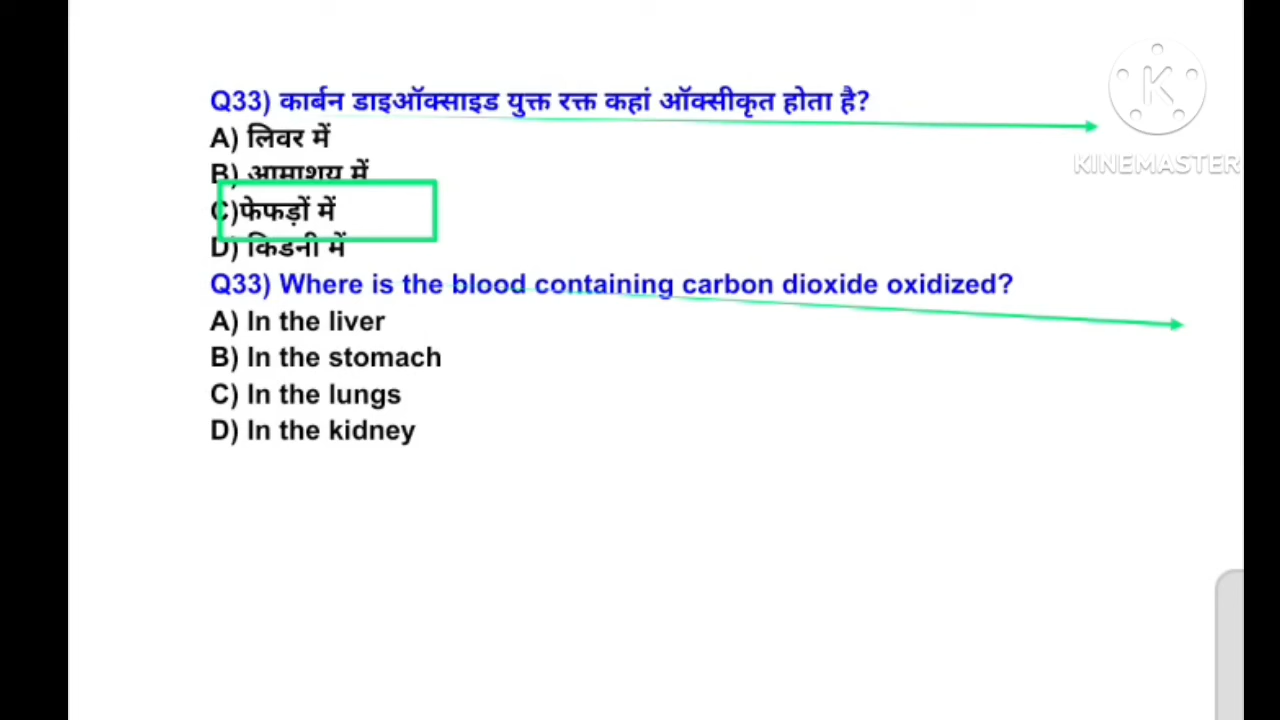 Q33) कार्बन डाइऑक्साइड युक्त रक्त कहां ऑक्सीकृत होता है?
A) लिवर में
B) आमाशय में
C)फेफड़ों में
D) किडनी में
Q33) Where is the blood containing carbon dioxide oxidized?
A) In the liver
B) In the stomach
C) In the lungs
D) In the kidney
K
KINEMASTER